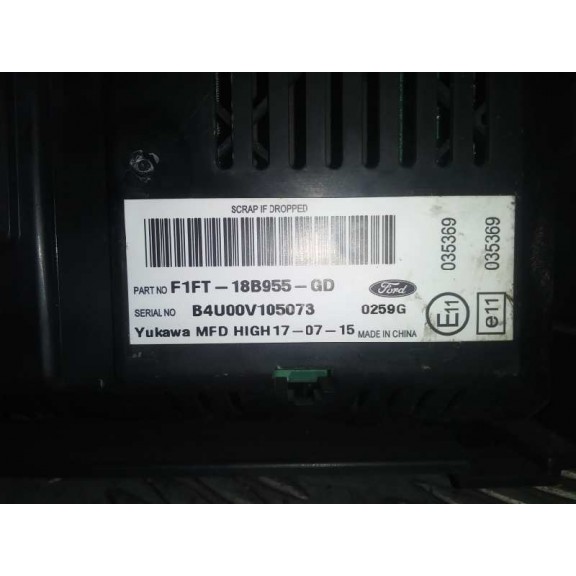 SCRAP IF DROPPED
PART NO F1FT-18B955-GD Ford
SERIAL NO B4U00V105073 0259G
Yukawa MFD HIGH 17-07-15 MADE IN CHINA
E11 035369
e11 035369